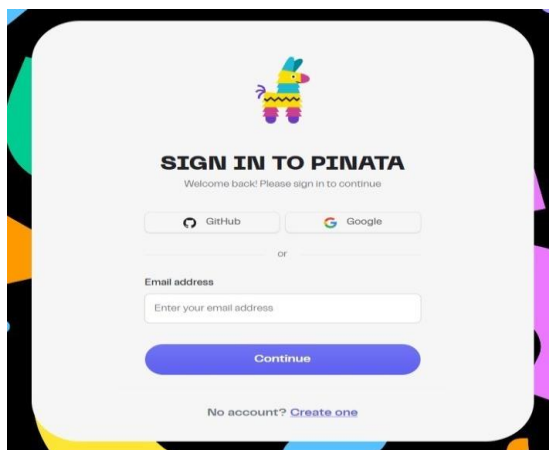 SIGN IN TO PINATA
Welcome back! Please sign in to continue
GitHub Google
or
Email address
Enter your email address
Continue
No account? Create one